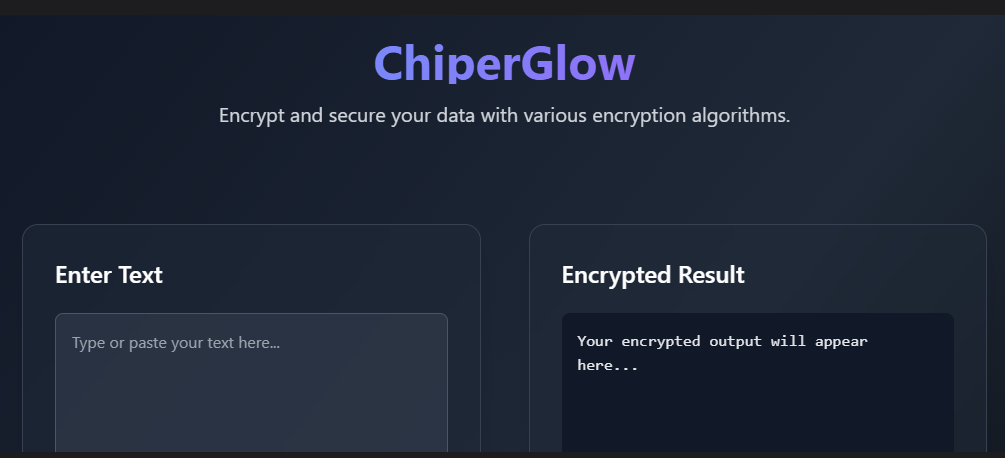 ChiperGlow
Encrypt and secure your data with various encryption algorithms.
Enter Text
Type or paste your text here...
Encrypted Result
Your encrypted output will appear
here...